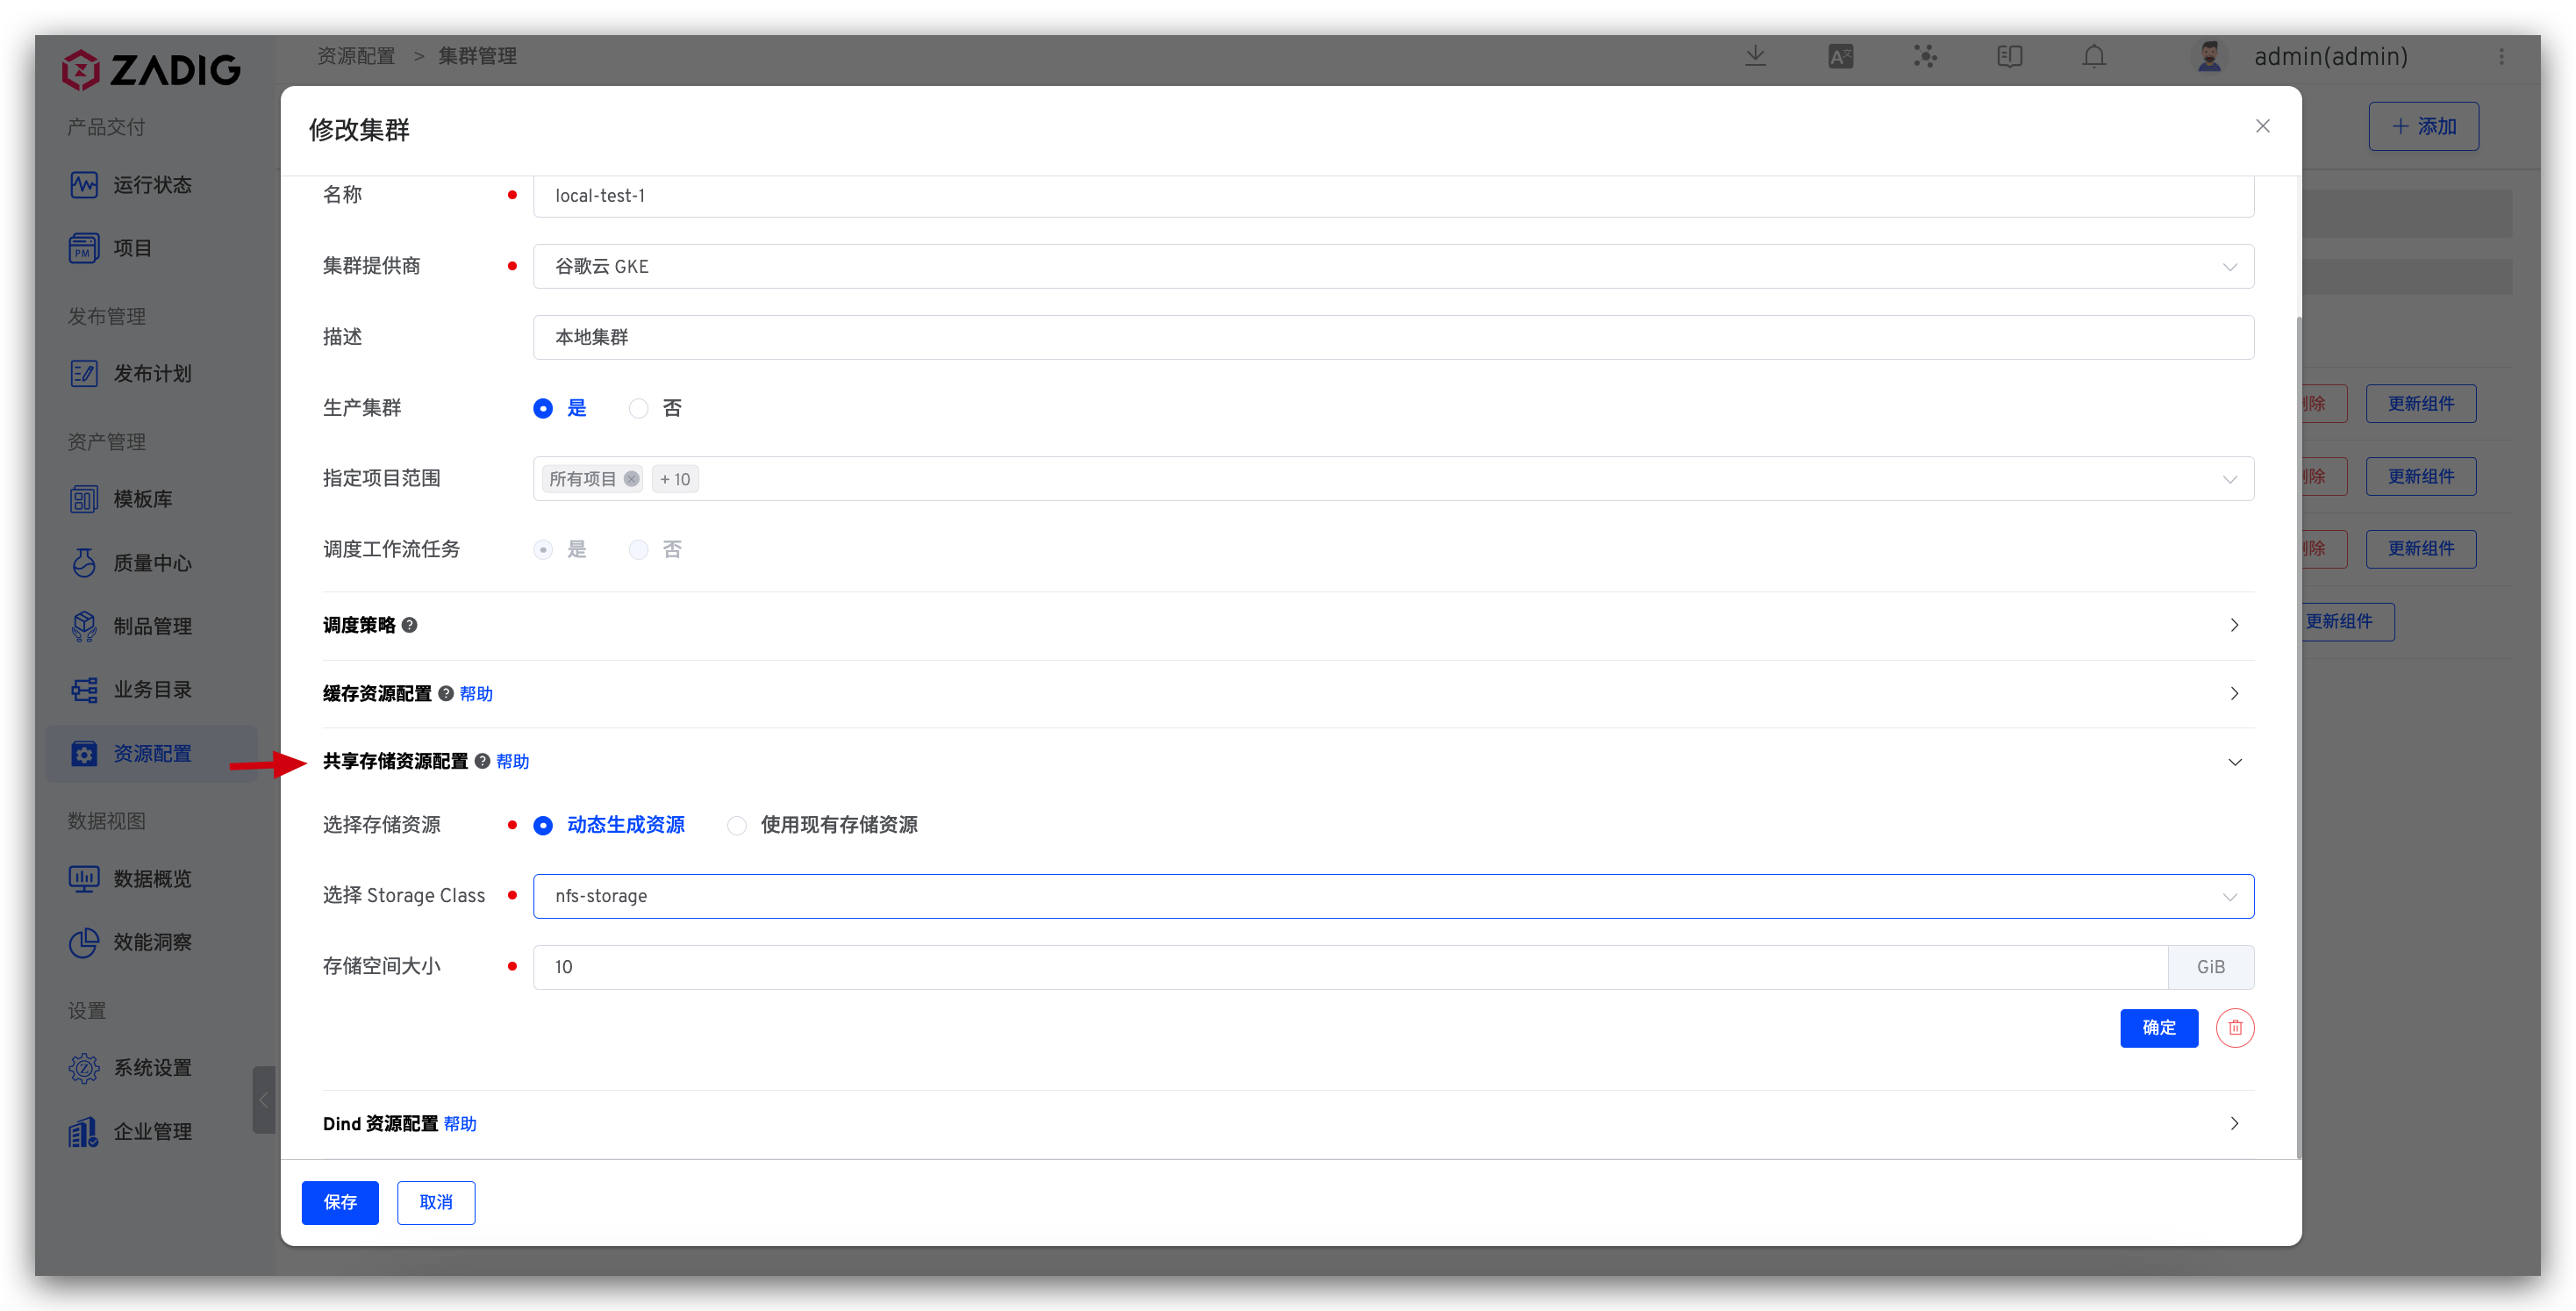 ZADIG
资源配置 > 集群管理
admin(admin)
产品交付
运行状态
项目
发布管理
发布计划
资产管理
模板库
质量中心
制品管理
业务目录
资源配置
数据视图
数据概览
效能洞察
设置
系统设置
企业管理
+ 添加
修改集群
名称 local-test-1
集群提供商 谷歌云 GKE
描述 本地集群
生产集群 是 否
指定项目范围 所有项目 + 10
调度工作流任务 是 否
调度策略
缓存资源配置 帮助
共享存储资源配置 帮助
选择存储资源 动态生成资源 使用现有存储资源
选择 Storage Class nfs-storage
存储空间大小 10 GiB
确定
Dind 资源配置 帮助
保存 取消
除 更新组件
除 更新组件
除 更新组件
更新组件